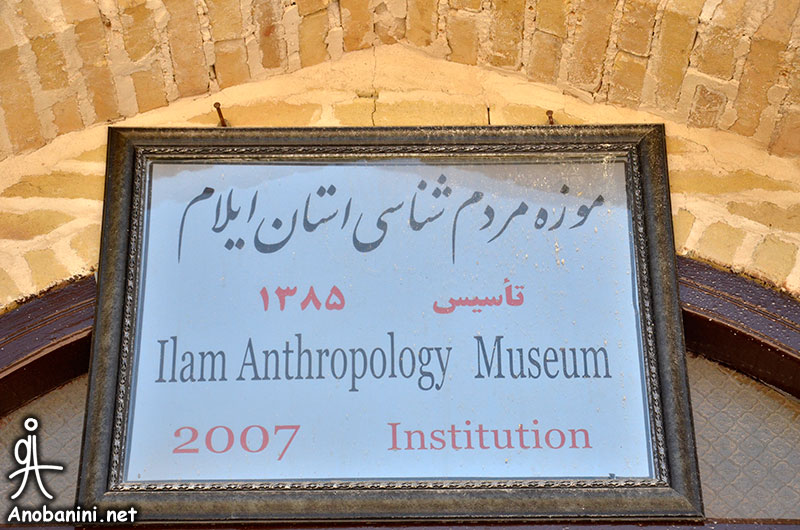 موزه مردم شناسی استان ایلام
تأسیس ۱۳۸۵
Ilam Anthropology Museum
2007 Institution
Anobanini.net